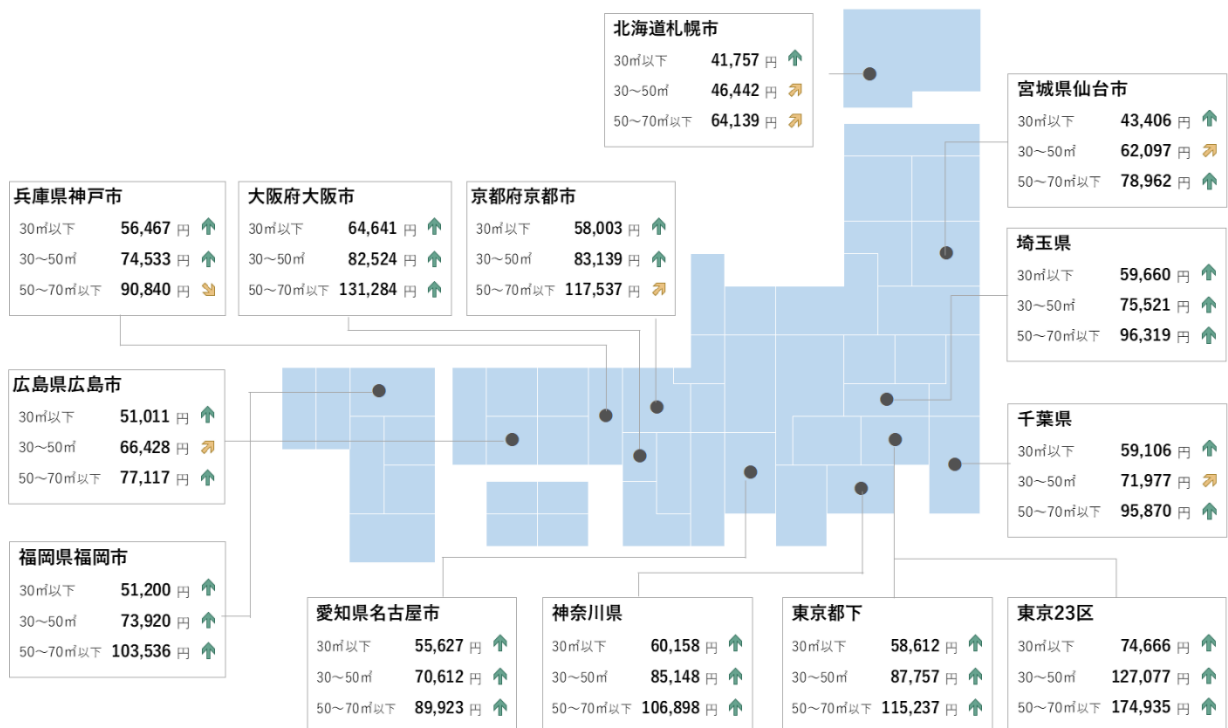 北海道札幌市
30㎡以下 41,757 円
30～50㎡ 46,442 円
50～70㎡以下 64,139 円
宮城県仙台市
30㎡以下 43,406 円
30～50㎡ 62,097 円
50～70㎡以下 78,962 円
兵庫県神戸市
30㎡以下 56,467 円
30～50㎡ 74,533 円
50～70㎡以下 90,840 円
大阪府大阪市
30㎡以下 64,641 円
30～50㎡ 82,524 円
50～70㎡以下 131,284 円
京都府京都市
30㎡以下 58,003 円
30～50㎡ 83,139 円
50～70㎡以下 117,537 円
埼玉県
30㎡以下 59,660 円
30～50㎡ 75,521 円
50～70㎡以下 96,319 円
広島県広島市
30㎡以下 51,011 円
30～50㎡ 66,428 円
50～70㎡以下 77,117 円
千葉県
30㎡以下 59,106 円
30～50㎡ 71,977 円
50～70㎡以下 95,870 円
福岡県福岡市
30㎡以下 51,200 円
30～50㎡ 73,920 円
50～70㎡以下 103,536 円
愛知県名古屋市
30㎡以下 55,627 円
30～50㎡ 70,612 円
50～70㎡以下 89,923 円
神奈川県
30㎡以下 60,158 円
30～50㎡ 85,148 円
50～70㎡以下 106,898 円
東京都下
30㎡以下 58,612 円
30～50㎡ 87,757 円
50～70㎡以下 115,237 円
東京23区
30㎡以下 74,666 円
30～50㎡ 127,077 円
50～70㎡以下 174,935 円